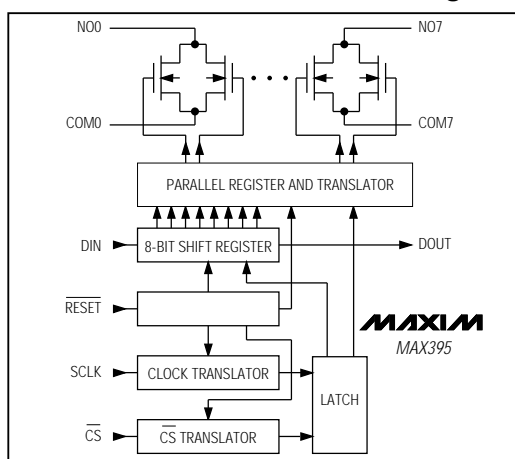 NO0
NO7
COM0
COM7
PARALLEL REGISTER AND TRANSLATOR
DIN
8-BIT SHIFT REGISTER
DOUT
RESET
MAXIM
MAX395
SCLK
CLOCK TRANSLATOR
LATCH
CS
CS TRANSLATOR